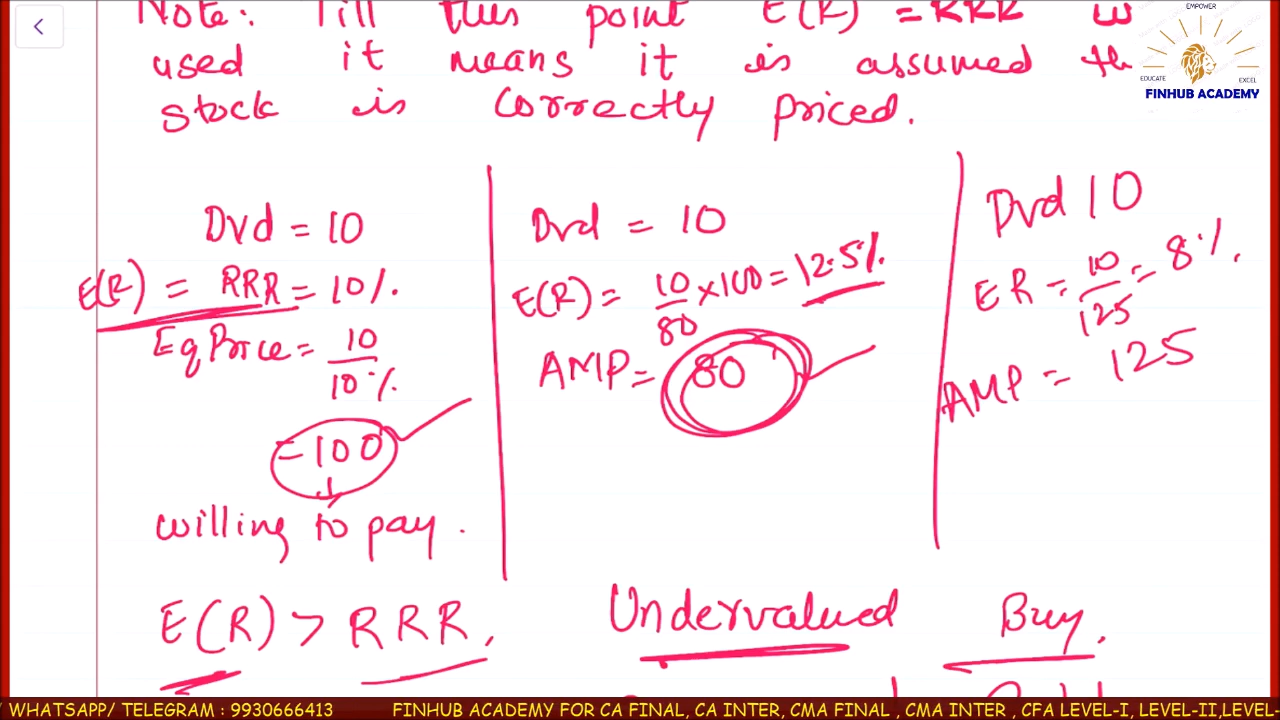 Note: Till this point E(R) = RRR
used it means it is assumed th
stock is correctly priced.
EMPOWER
EDUCATE EXCEL
FINHUB ACADEMY
Dvd = 10
E(R) = RRR = 10%.
Eq Price = 10/10%
= 100
willing to pay.
Dvd = 10
E(R) = 10/80 × 100 = 12.5%
AMP = 80
Dvd 10
ER = 10/125 = 8%.
AMP = 125
E(R) > RRR, Undervalued Buy.
/ WHATSAPP/ TELEGRAM : 9930666413 FINHUB ACADEMY FOR CA FINAL, CA INTER, CMA FINAL , CMA INTER , CFA LEVEL-I, LEVEL-II,LEVEL-